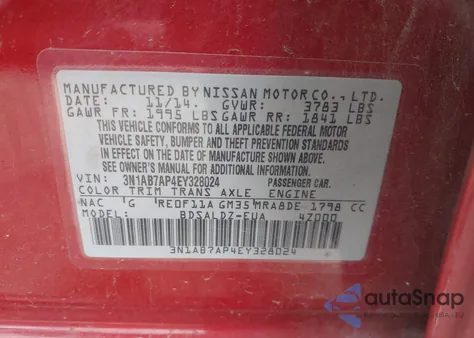 MANUFACTURED BY NISSAN MOTOR CO., LTD.
DATE: 11/14. GVWR: 3783 LBS
GAWR FR: 1995 LBS GAWR RR: 1841 LBS
THIS VEHICLE CONFORMS TO ALL APPLICABLE FEDERAL MOTOR
VEHICLE SAFETY, BUMPER AND THEFT PREVENTION STANDARDS
IN EFFECT ON THE DATE OF MANUFACTURE SHOWN ABOVE.
SEE OWNER'S MANUAL FOR ADDITIONAL INFORMATION.
VIN: 3N1AB7AP4EY328024 PASSENGER CAR.
COLOR TRIM TRANS AXLE ENGINE
NAC G RE0F11A GM35 MRA8DE 1798 CC
MODEL: BDSALDZ-EUA 47000
3N1AB7AP4EY328024
autoSnap